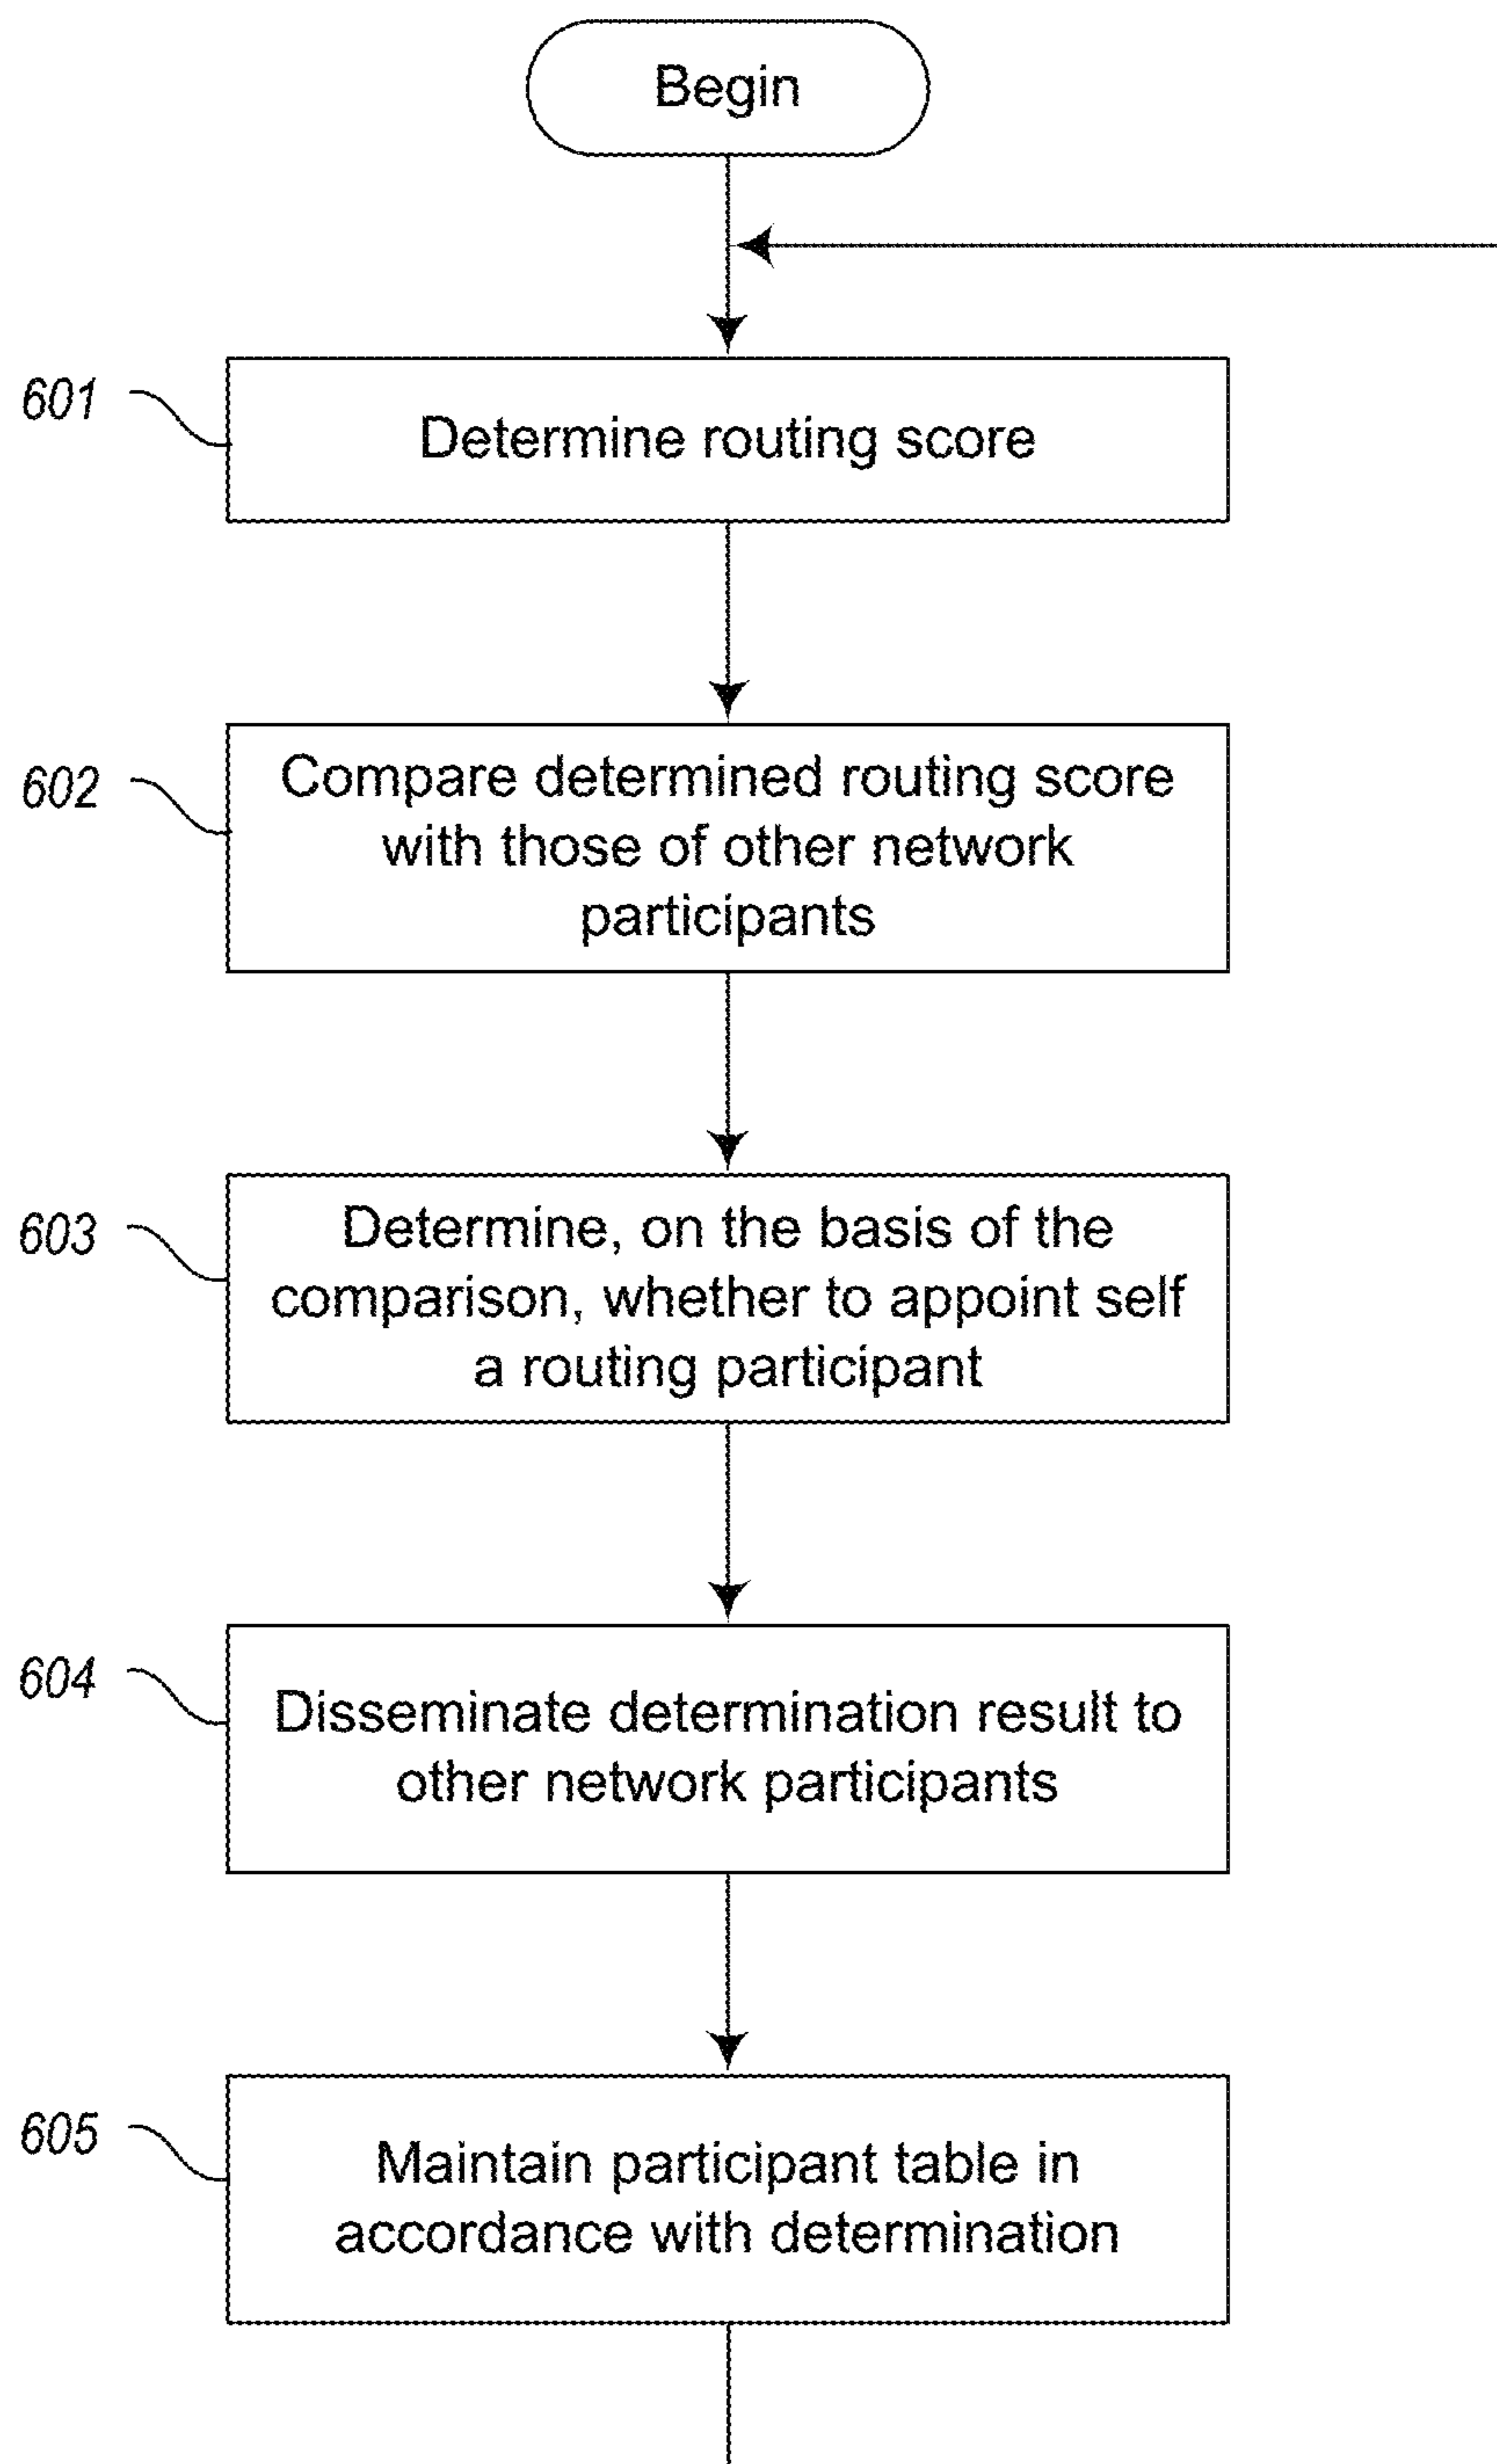 Begin
601
Determine routing score
602
Compare determined routing score
with those of other network
participants
603
Determine, on the basis of the
comparison, whether to appoint self
a routing participant
604
Disseminate determination result to
other network participants
605
Maintain participant table in
accordance with determination